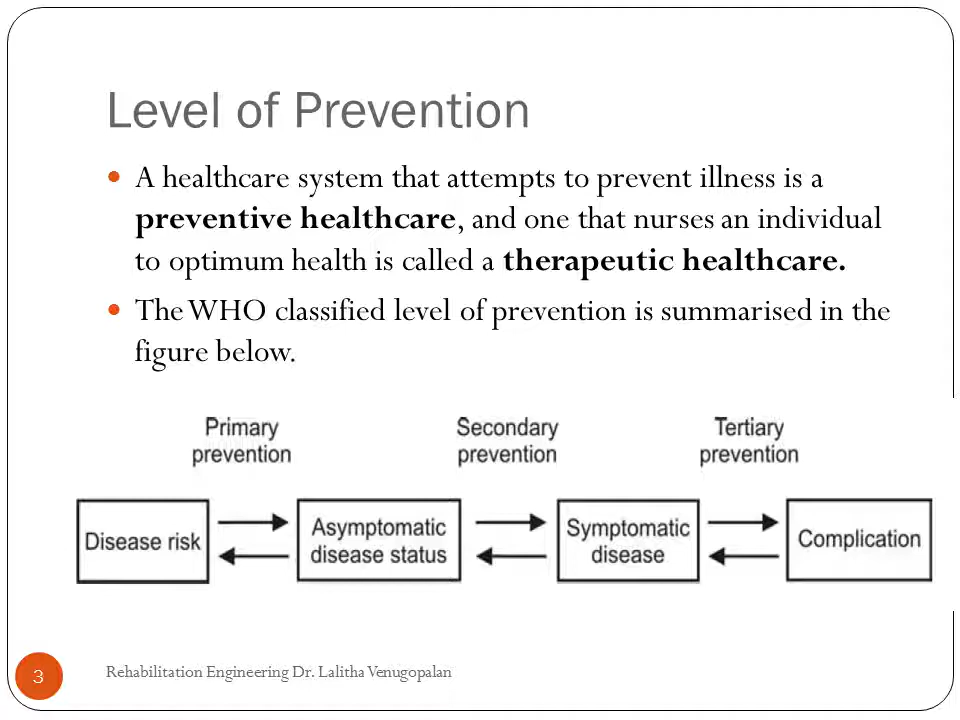 Level of Prevention
• A healthcare system that attempts to prevent illness is a
preventive healthcare, and one that nurses an individual
to optimum health is called a therapeutic healthcare.
• The WHO classified level of prevention is summarised in the
figure below.
Primary
prevention
Secondary
prevention
Tertiary
prevention
Disease risk
Asymptomatic
disease status
Symptomatic
disease
Complication
3
Rehabilitation Engineering Dr. Lalitha Venugopalan